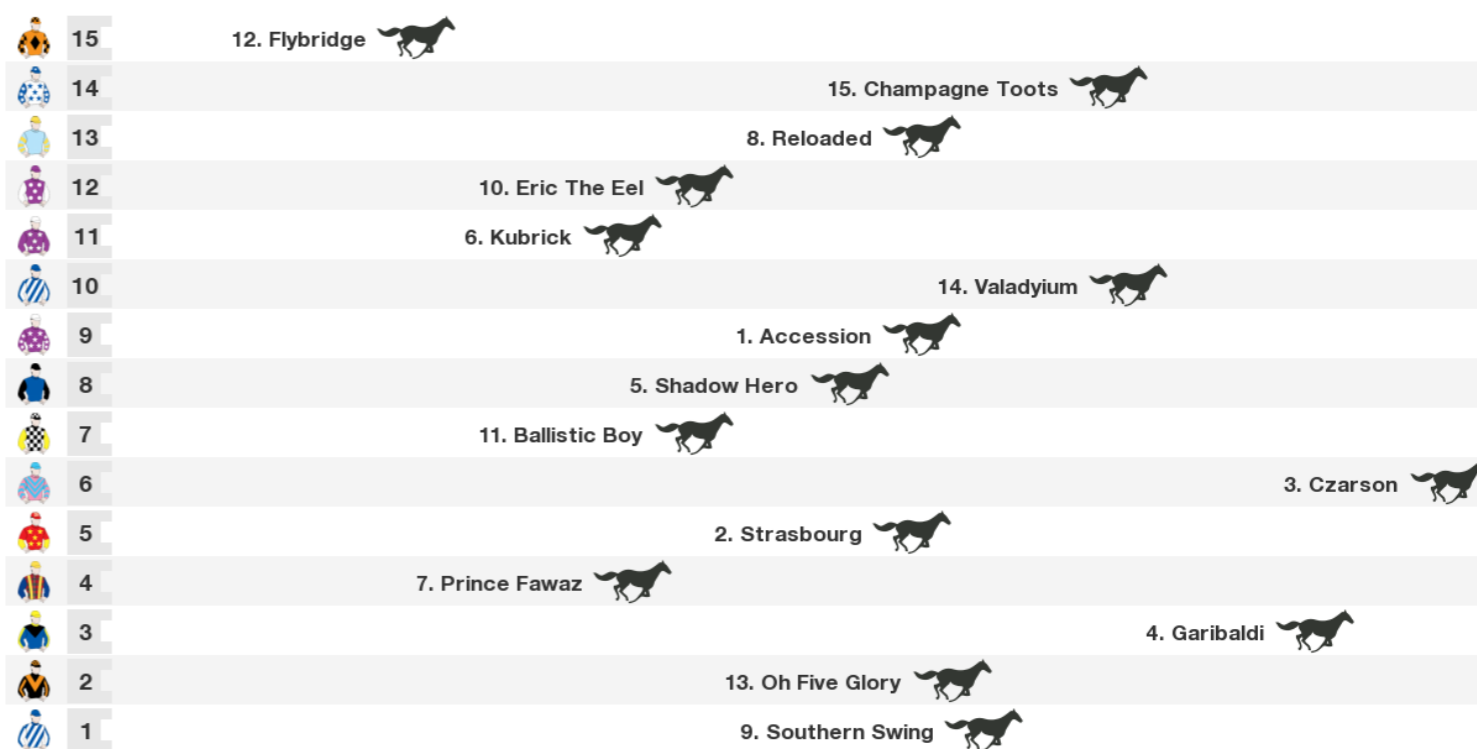 15 12. Flybridge
14 15. Champagne Toots
13 8. Reloaded
12 10. Eric The Eel
11 6. Kubrick
10 14. Valadyium
9 1. Accession
8 5. Shadow Hero
7 11. Ballistic Boy
6 3. Czarson
5 2. Strasbourg
4 7. Prince Fawaz
3 4. Garibaldi
2 13. Oh Five Glory
1 9. Southern Swing